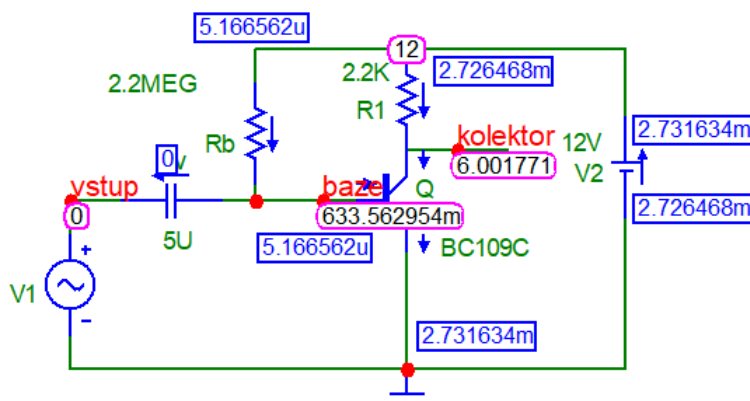 5.166562u
12
2.2K
2.726468m
2.2MEG
R1
Rb
kolektor
12V
2.731634m
0
v
6.001771
V2
vstup
baze
Q
0
633.562954m
2.726468m
5U
5.166562u
BC109C
+
V1
-
2.731634m